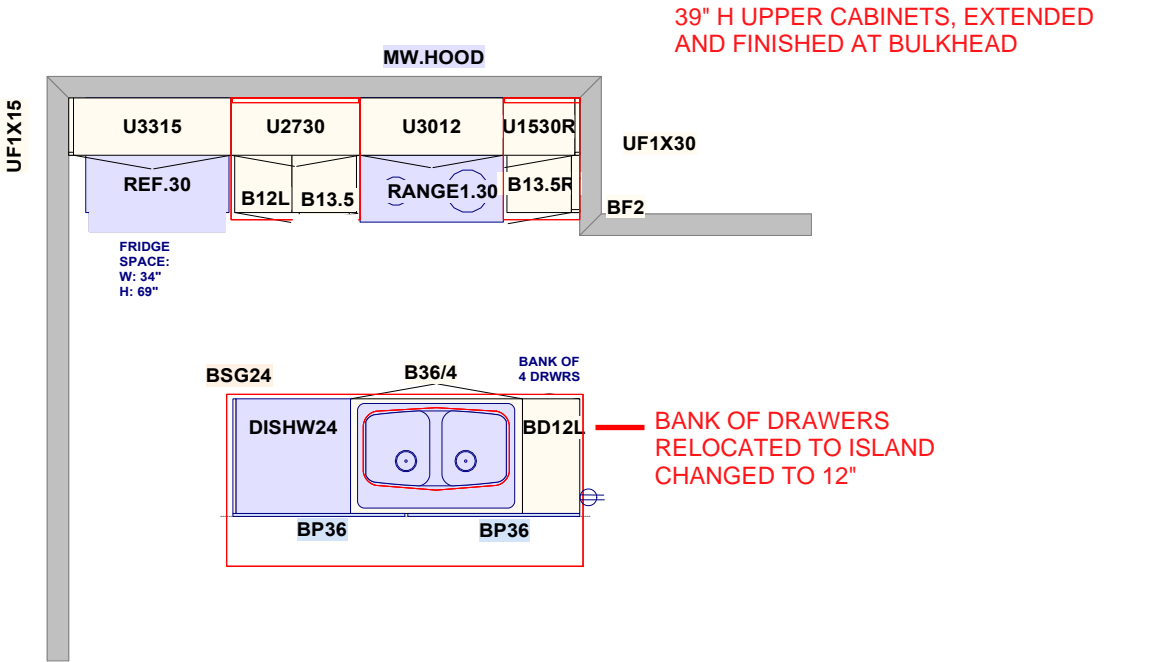 39" H UPPER CABINETS, EXTENDED
AND FINISHED AT BULKHEAD
MW.HOOD
UF1X15
U3315
U2730
U3012
U1530R
UF1X30
REF.30
B12L
B13.5
RANGE1.30
B13.5R
BF2
FRIDGE
SPACE:
W: 34"
H: 69"
BSG24
B36/4
BANK OF
4 DRWRS
DISHW24
BD12L
BANK OF DRAWERS
RELOCATED TO ISLAND
CHANGED TO 12"
BP36
BP36